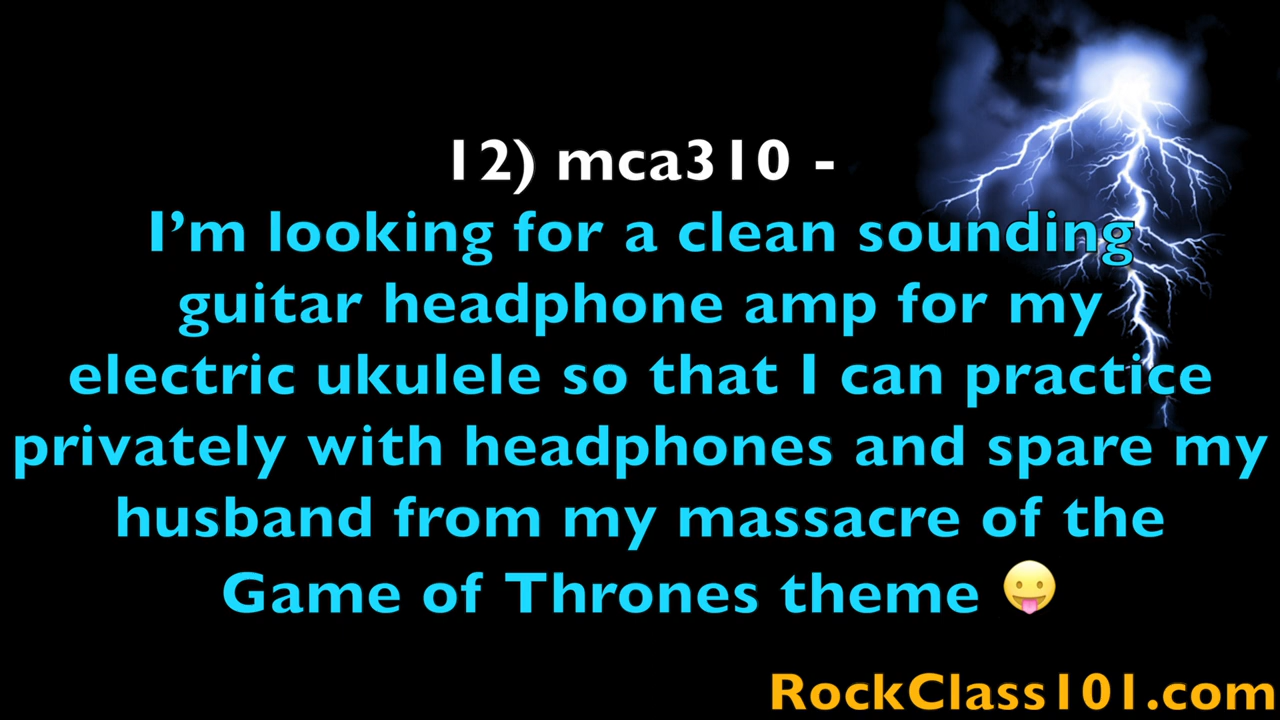 12) mca310 -
I’m looking for a clean sounding
guitar headphone amp for my
electric ukulele so that I can practice
privately with headphones and spare my
husband from my massacre of the
Game of Thrones theme 😛
RockClass101.com